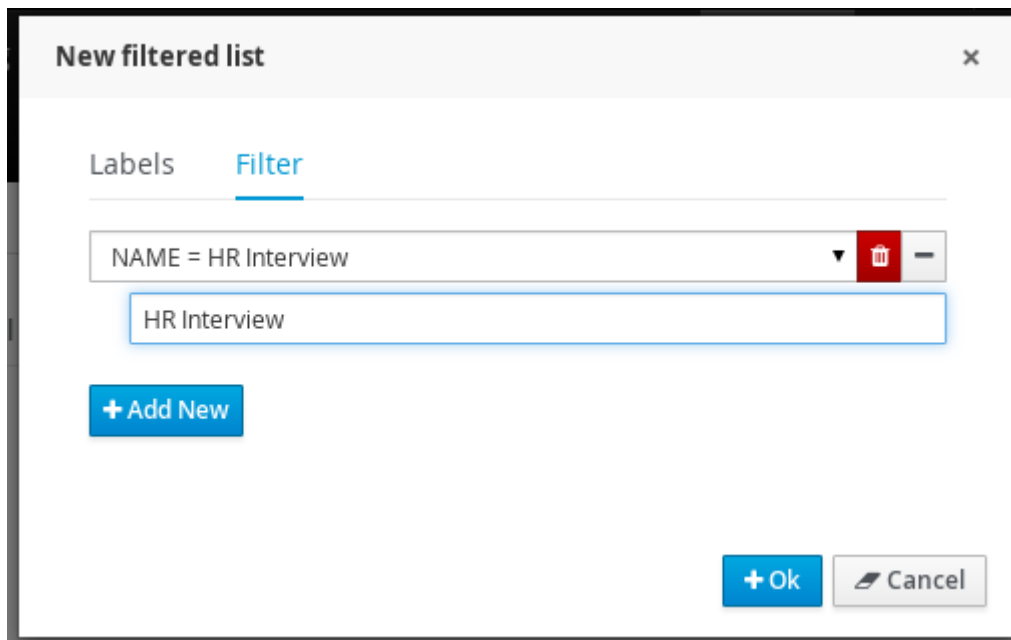 New filtered list
Labels Filter
NAME = HR Interview
HR Interview
Add New
Ok Cancel